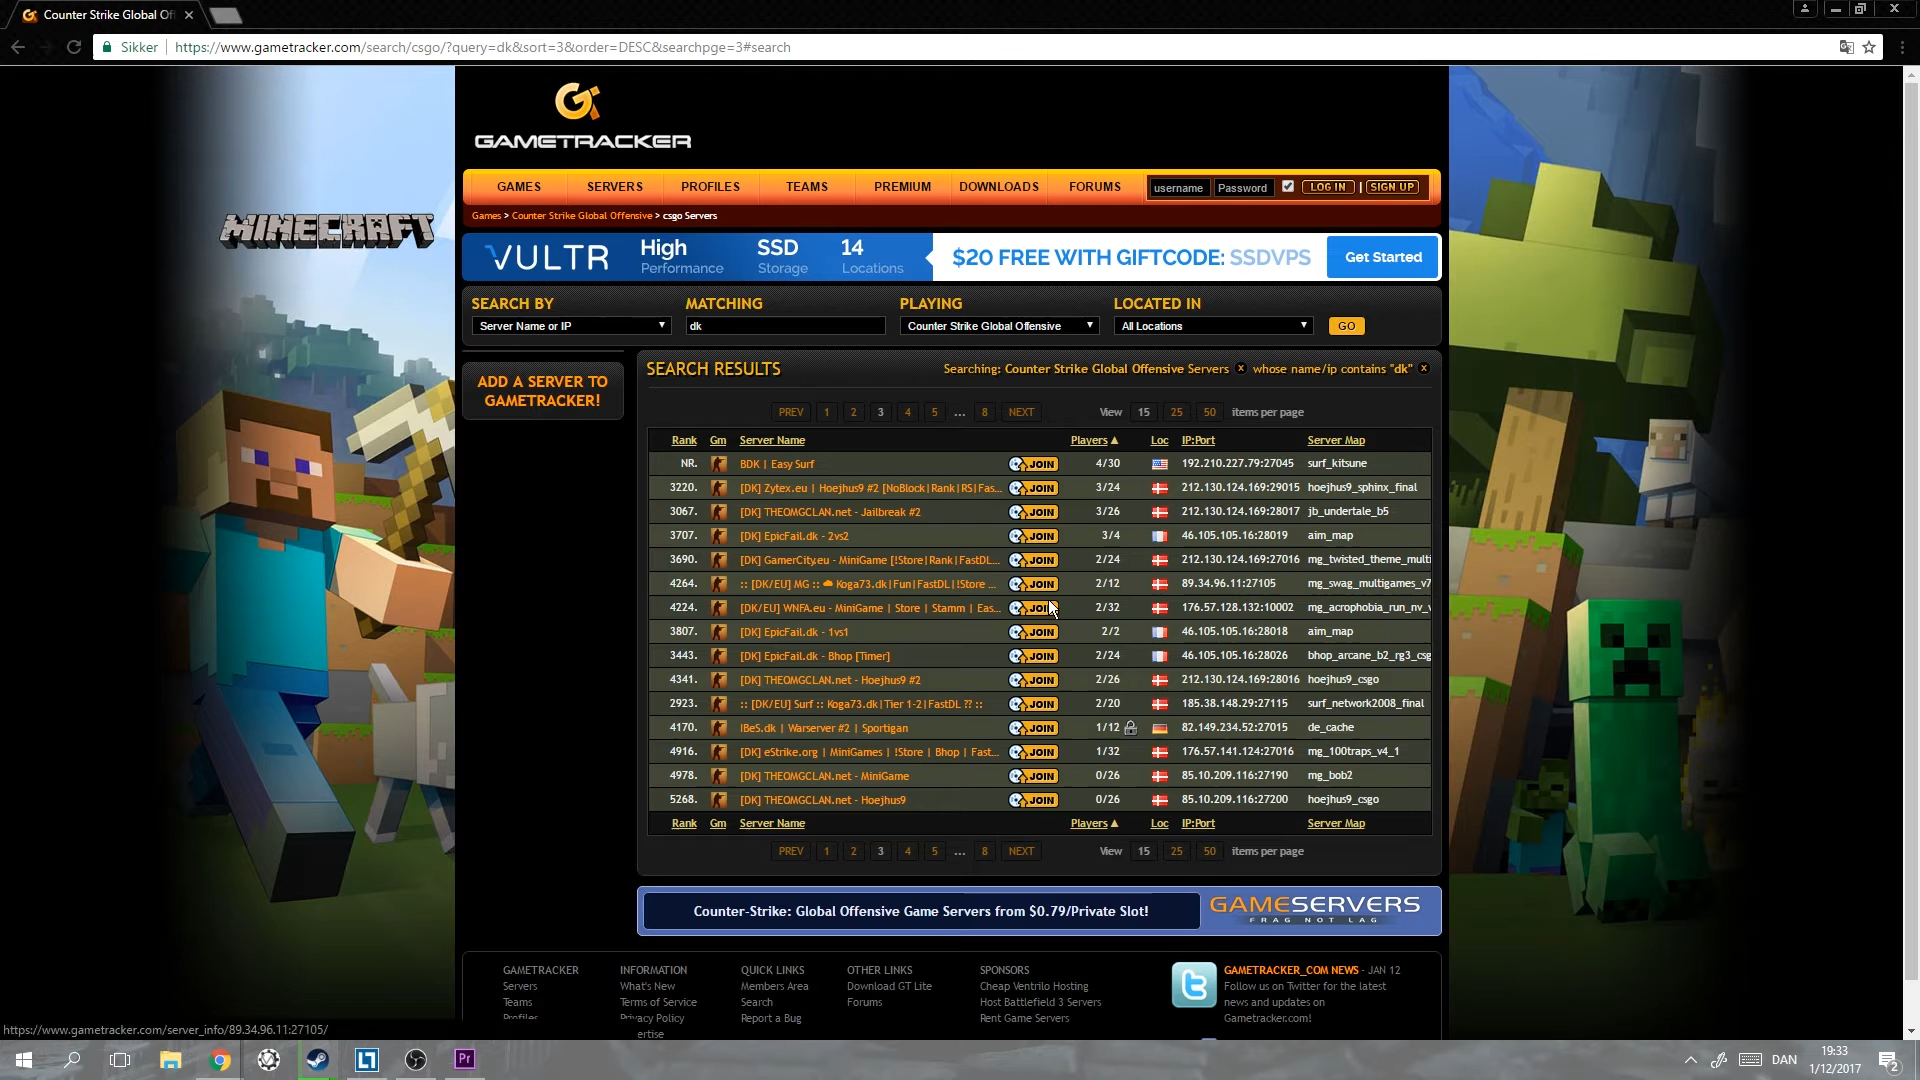 Counter Strike Global Of
Sikker
https://www.gametracker.com/search/csgo/?query=dk&sort=3&order=DESC&searchpge=3#search
GAMETRACKER
MINECRAFT
GAMES SERVERS PROFILES TEAMS PREMIUM DOWNLOADS FORUMS username Password LOG IN | SIGN UP
Games > Counter Strike Global Offensive > csgo Servers
VULTR High Performance SSD Storage 14 Locations $20 FREE WITH GIFTCODE: SSDVPS Get Started
SEARCH BY MATCHING PLAYING LOCATED IN
Server Name or IP dk Counter Strike Global Offensive All Locations GO
ADD A SERVER TO
GAMETRACKER!
SEARCH RESULTS Searching: Counter Strike Global Offensive Servers x whose name/ip contains "dk" x
PREV 1 2 3 4 5 ... 8 NEXT View 15 25 50 items per page
Rank Gm Server Name Players▲ Loc IP:Port Server Map
NR. BDK | Easy Surf JOIN 4/30 192.210.227.79:27045 surf_kitsune
3220. [DK] Zytex.eu | Hoejhus9 #2 [NoBlock|Rank|RS|Fas... JOIN 3/24 212.130.124.169:29015 hoejhus9_sphinx_final
3067. [DK] THEOMGCLAN.net - Jailbreak #2 JOIN 3/26 212.130.124.169:28017 jb_undertale_b5
3707. [DK] EpicFail.dk - 2vs2 JOIN 3/4 46.105.105.16:28019 aim_map
3690. [DK] GamerCity.eu - MiniGame [!Store|Rank|FastDL... JOIN 2/24 212.130.124.169:27016 mg_twisted_theme_multi
4264. :: [DK/EU] MG :: ☁ Koga73.dk|Fun|FastDL|!Store ... JOIN 2/12 89.34.96.11:27105 mg_swag_multigames_v7
4224. [DK/EU] WNFA.eu - MiniGame | Store | Stamm | Eas... JOIN 2/32 176.57.128.132:10002 mg_acrophobia_run_nv_v
3807. [DK] EpicFail.dk - 1vs1 JOIN 2/2 46.105.105.16:28018 aim_map
3443. [DK] EpicFail.dk - Bhop [Timer] JOIN 2/24 46.105.105.16:28026 bhop_arcane_b2_rg3_csg
4341. [DK] THEOMGCLAN.net - Hoejhus9 #2 JOIN 2/26 212.130.124.169:28016 hoejhus9_csgo
2923. :: [DK/EU] Surf :: Koga73.dk|Tier 1-2|FastDL ?? :: JOIN 2/20 185.38.148.29:27115 surf_network2008_final
4170. IBeS.dk | Warserver #2 | Sportigan JOIN 1/12 82.149.234.52:27015 de_cache
4916. [DK] eStrike.org | MiniGames | !Store | Bhop | Fast... JOIN 1/32 176.57.141.124:27016 mg_100traps_v4_1
4978. [DK] THEOMGCLAN.net - MiniGame JOIN 0/26 85.10.209.116:27190 mg_bob2
5268. [DK] THEOMGCLAN.net - Hoejhus9 JOIN 0/26 85.10.209.116:27200 hoejhus9_csgo
Rank Gm Server Name Players▲ Loc IP:Port Server Map
PREV 1 2 3 4 5 ... 8 NEXT View 15 25 50 items per page
Counter-Strike: Global Offensive Game Servers from $0.79/Private Slot! GAMESERVERS
FRAG NOT LAG
GAMETRACKER INFORMATION QUICK LINKS OTHER LINKS SPONSORS GAMETRACKER_COM NEWS - JAN 12
Servers What's New Members Area Download GT Lite Cheap Ventrilo Hosting Follow us on Twitter for the latest
Teams Terms of Service Search Forums Host Battlefield 3 Servers news and updates on
Profiles Privacy Policy Report a Bug Rent Game Servers Gametracker.com!
ertise
https://www.gametracker.com/server_info/89.34.96.11:27105/
DAN
19:33
1/12/2017
2
Pr